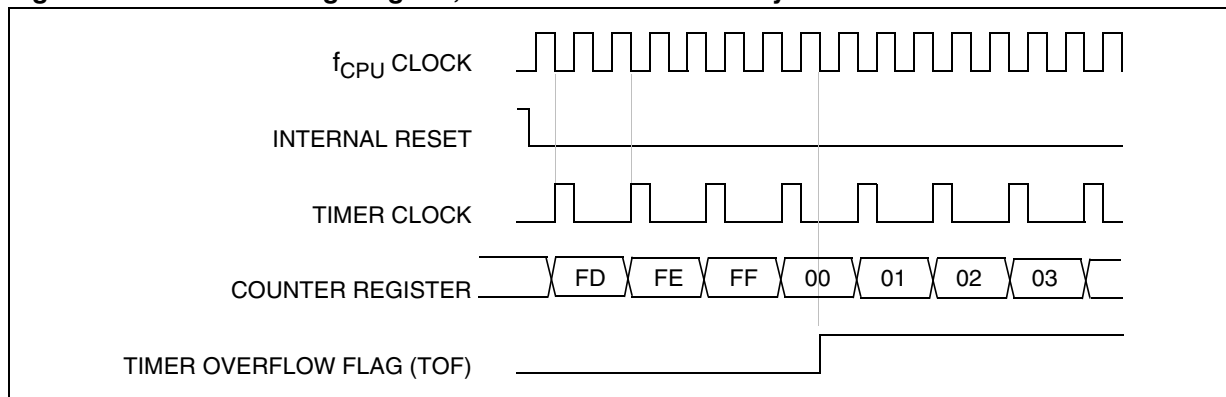 f_CPU CLOCK
INTERNAL RESET
TIMER CLOCK
COUNTER REGISTER FD FE FF 00 01 02 03
TIMER OVERFLOW FLAG (TOF)